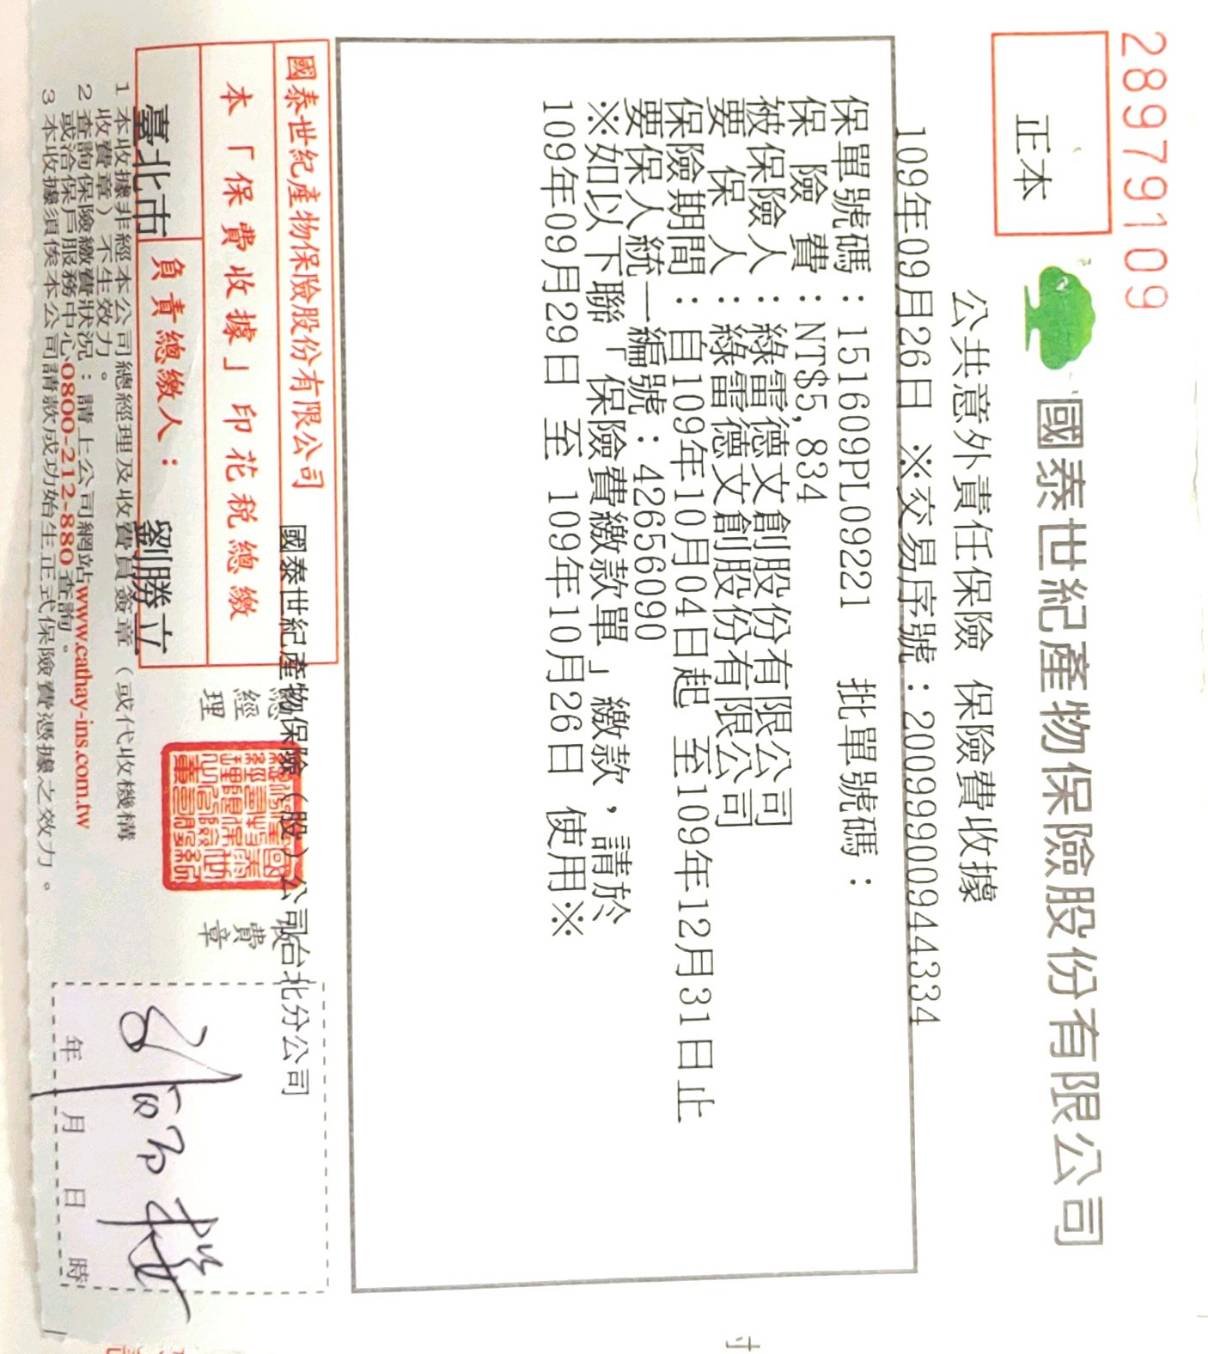 28979109
正本
國泰世紀產物保險股份有限公司
公共意外責任保險 保險費收據
109年09月26日 ※交易序號：2009990094​4334
保單號碼：151609PL09221 批單號碼：
保險費：NT$5,834
被保險人：綠雷德文創股份有限公司
要保人：綠雷德文創股份有限公司
保險期間：自109年10月04日起 至109年12月31日止
要保人統一編號：42656090
※如以下聯「保險費繳款單」繳款，請於
109年09月29日 至 109年10月26日 使用※
國泰世紀產物保險股份有限公司
本「保費收據」印花稅總繳
臺北市
負責總繳人：
劉勝立
國泰世紀產物保險(股)公司台北分公司
總經理
收費章
年 月 日 時
1 本收據非經本公司總經理及收費員簽章（或代收機構
收費章）不生效力。
2 查詢保險繳費狀況：請上公司網站www.cathay-ins.com.tw
或洽保戶服務中心0800-212-880查詢。
3 本收據須俟本公司請款成功始生正式保險費憑據之效力。